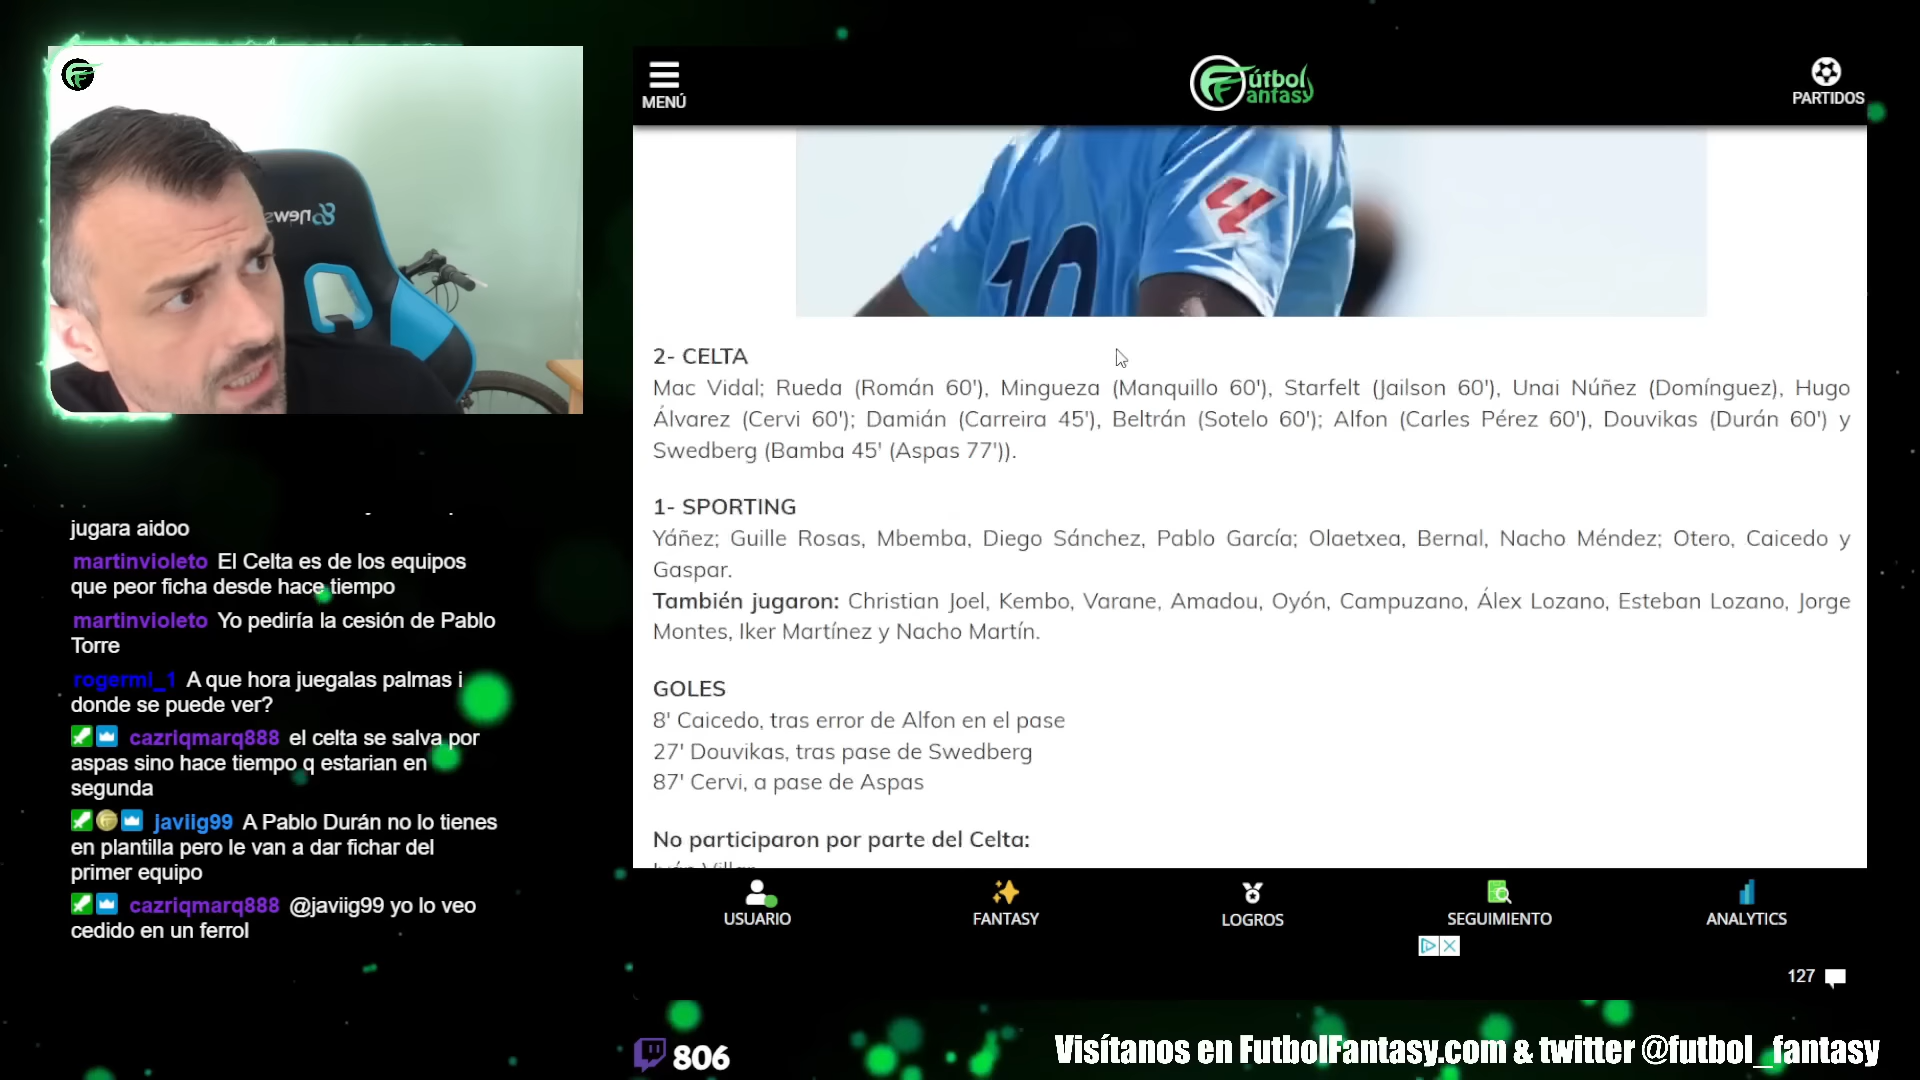 MENÚ
Fútbol
Fantasy
PARTIDOS
10
2- CELTA
Mac Vidal; Rueda (Román 60'), Mingueza (Manquillo 60'), Starfelt (Jailson 60'), Unai Núñez (Domínguez), Hugo
Álvarez (Cervi 60'); Damián (Carreira 45'), Beltrán (Sotelo 60'); Alfon (Carles Pérez 60'), Douvikas (Durán 60') y
Swedberg (Bamba 45' (Aspas 77')).
1- SPORTING
Yáñez; Guille Rosas, Mbemba, Diego Sánchez, Pablo García; Olaetxea, Bernal, Nacho Méndez; Otero, Caicedo y
Gaspar.
También jugaron: Christian Joel, Kembo, Varane, Amadou, Oyón, Campuzano, Álex Lozano, Esteban Lozano, Jorge
Montes, Iker Martínez y Nacho Martín.
GOLES
8' Caicedo, tras error de Alfon en el pase
27' Douvikas, tras pase de Swedberg
87' Cervi, a pase de Aspas
No participaron por parte del Celta:
USUARIO
FANTASY
LOGROS
SEGUIMIENTO
ANALYTICS
127
jugara aidoo
martinvioleto El Celta es de los equipos
que peor ficha desde hace tiempo
martinvioleto Yo pediría la cesión de Pablo
Torre
rogerml_1 A que hora juegalas palmas i
donde se puede ver?
cazriqmarq888 el celta se salva por
aspas sino hace tiempo q estarian en
segunda
javiig99 A Pablo Durán no lo tienes
en plantilla pero le van a dar fichar del
primer equipo
cazriqmarq888 @javiig99 yo lo veo
cedido en un ferrol
806
Visítanos en FutbolFantasy.com & twitter @futbol_fantasy